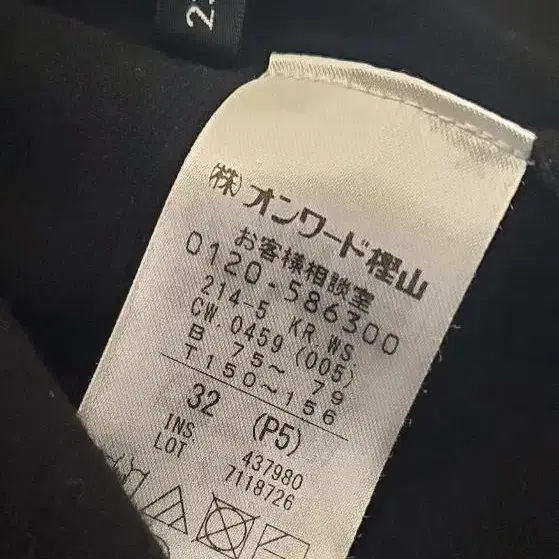 (株)オンワード樫山
お客様相談室
0120-586300
214-5 KR.WS
CW.0459 (005)
B 75~ 79
T150~156
32 (P5)
INS. 437980
LOT 7118726